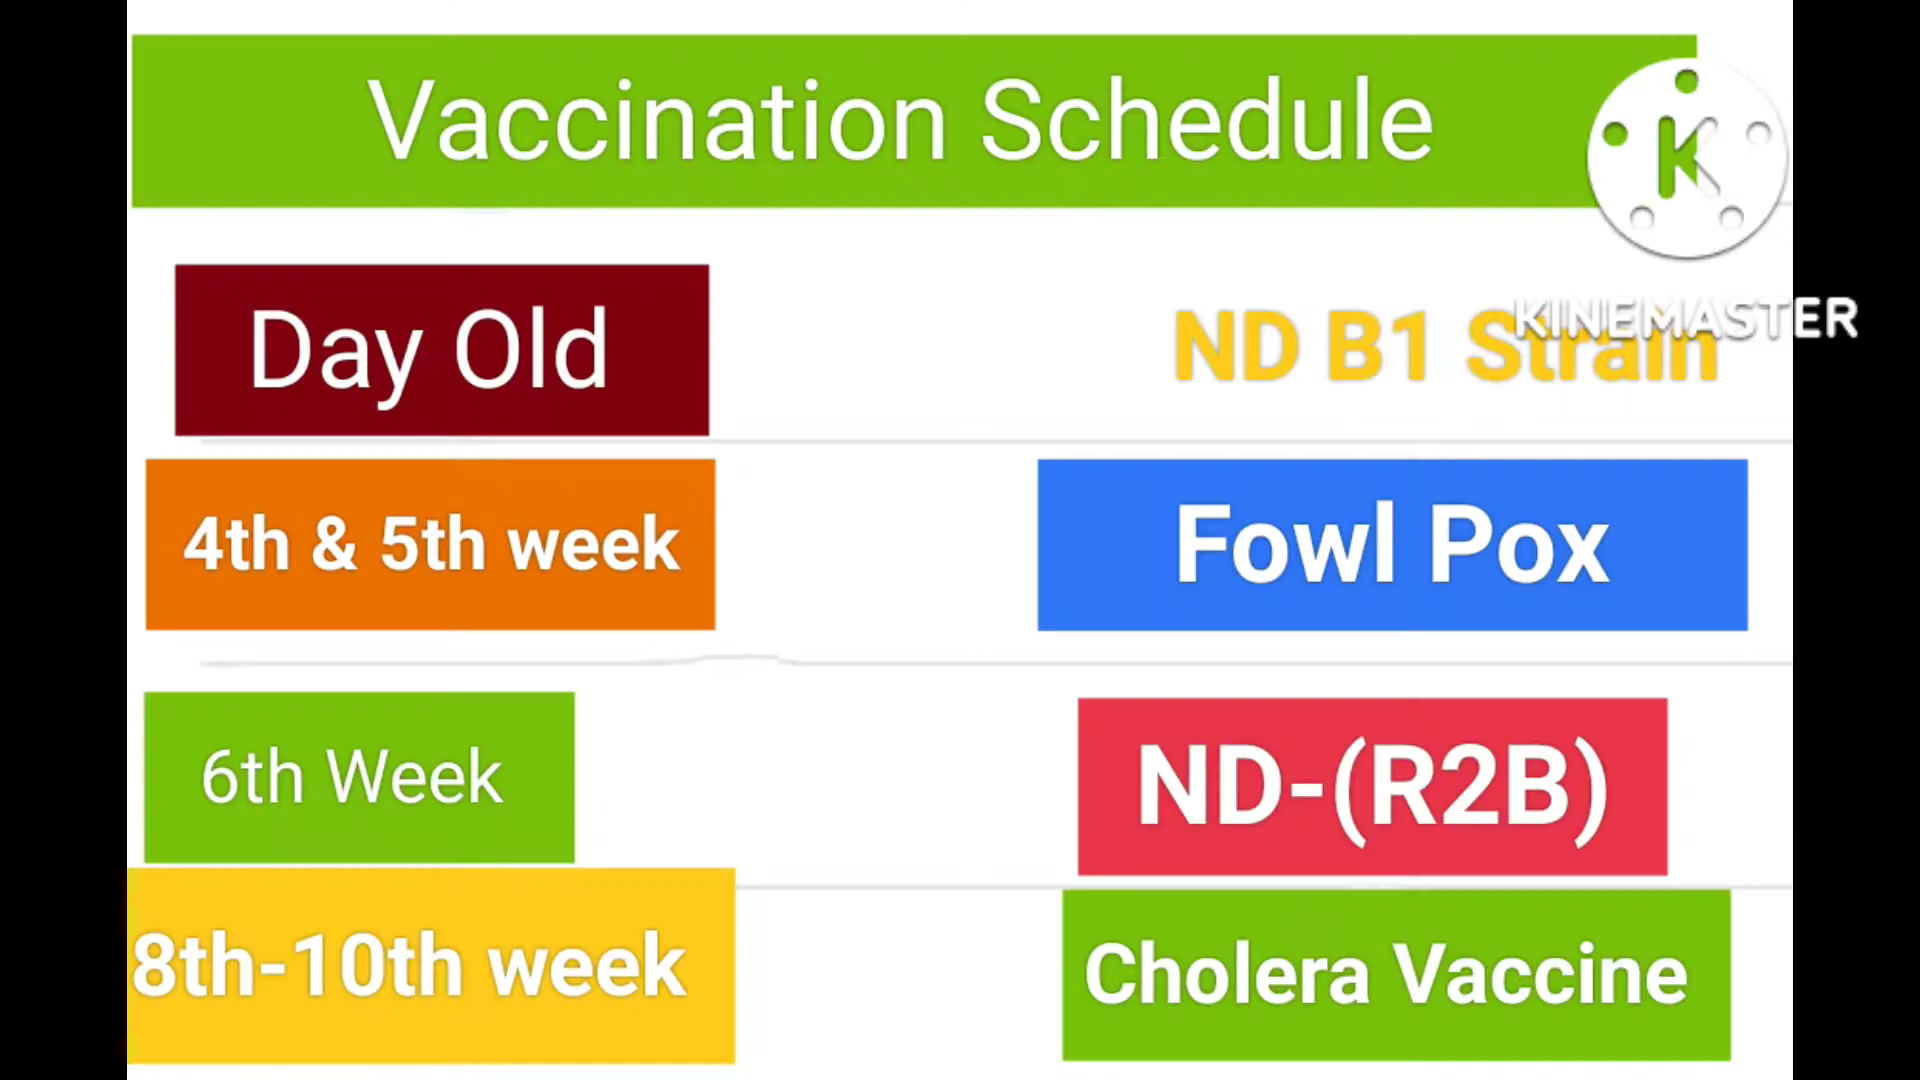 Vaccination Schedule
K
KINEMASTER
Day Old
ND B1 Strain
4th & 5th week
Fowl Pox
6th Week
ND-(R2B)
8th-10th week
Cholera Vaccine